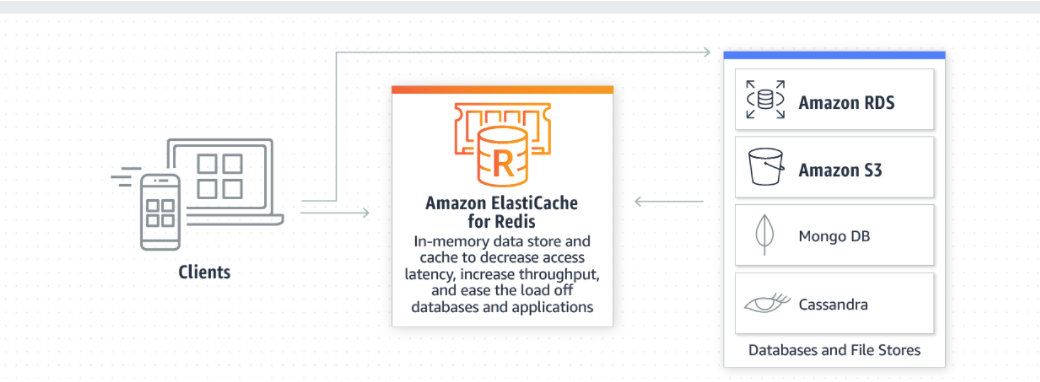 Clients
R
Amazon ElastiCache
for Redis
In-memory data store and
cache to decrease access
latency, increase throughput,
and ease the load off
databases and applications
Amazon RDS
Amazon S3
Mongo DB
Cassandra
Databases and File Stores